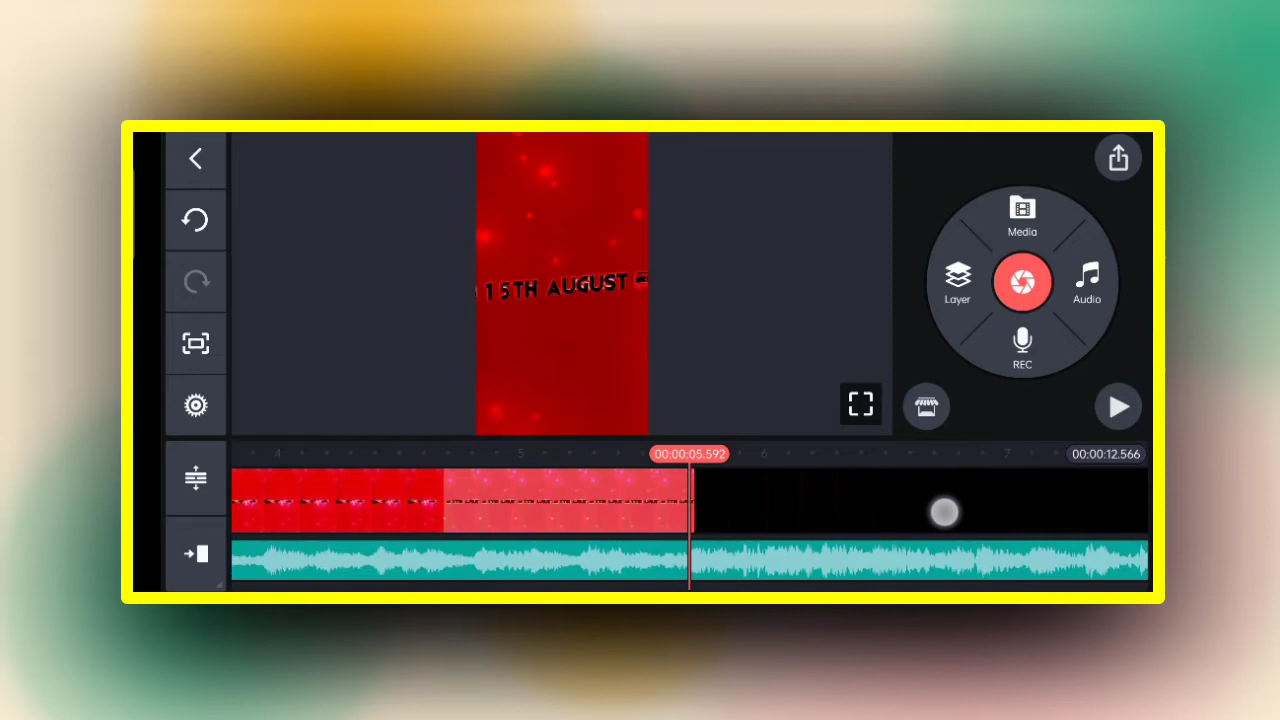 Media
Layer
Audio
REC
15TH AUGUST
4
5
00:00:05.592
6
7
00:00:12.566